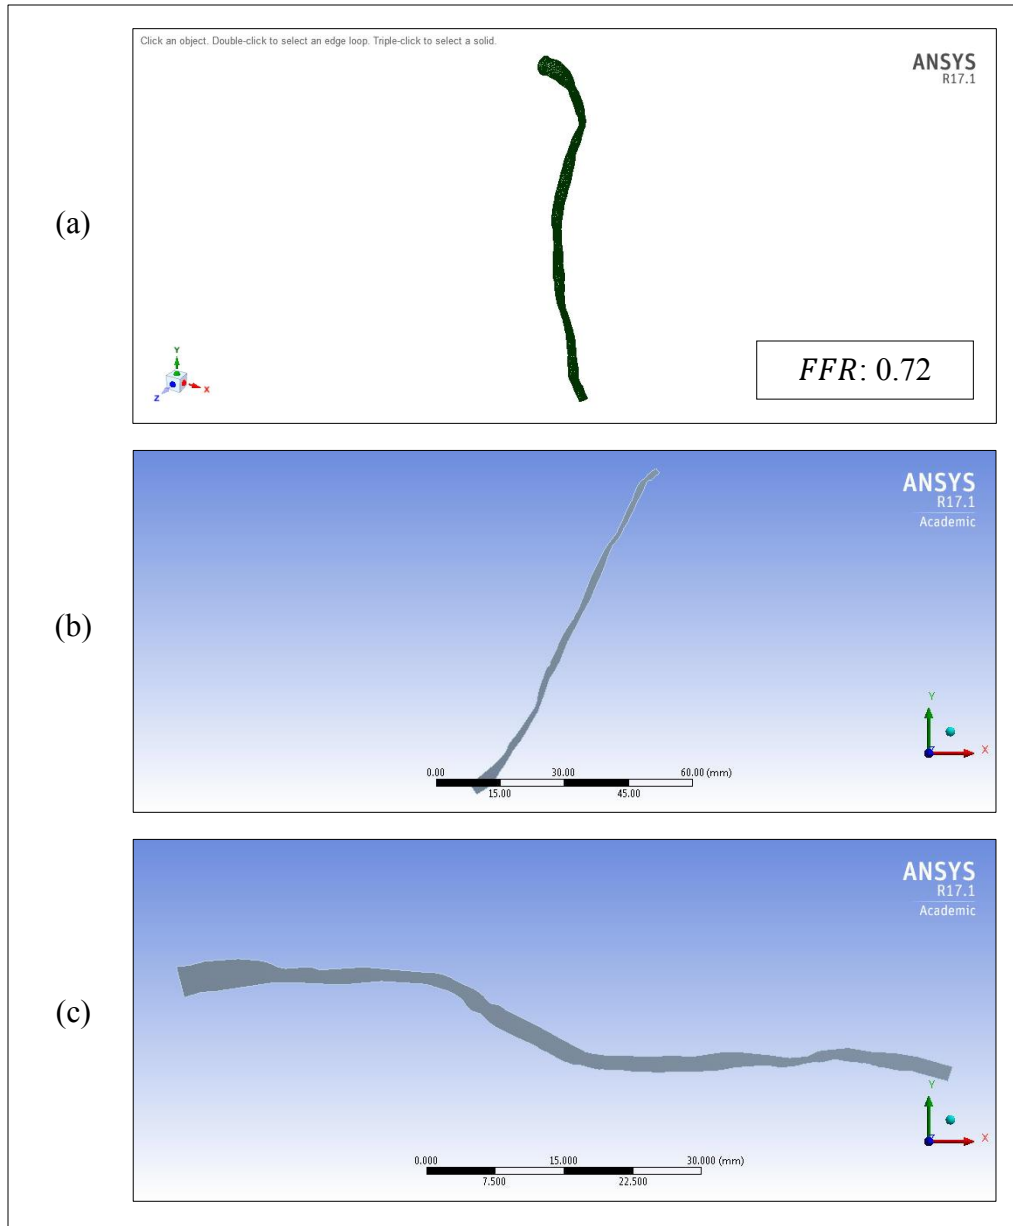 (a)
Click an object. Double-click to select an edge loop. Triple-click to select a solid.
ANSYS
R17.1
Y
X
Z
FFR: 0.72
(b)
ANSYS
R17.1
Academic
Y
X
Z
0.00 30.00 60.00 (mm)
15.00 45.00
(c)
ANSYS
R17.1
Academic
Y
X
Z
0.000 15.000 30.000 (mm)
7.500 22.500